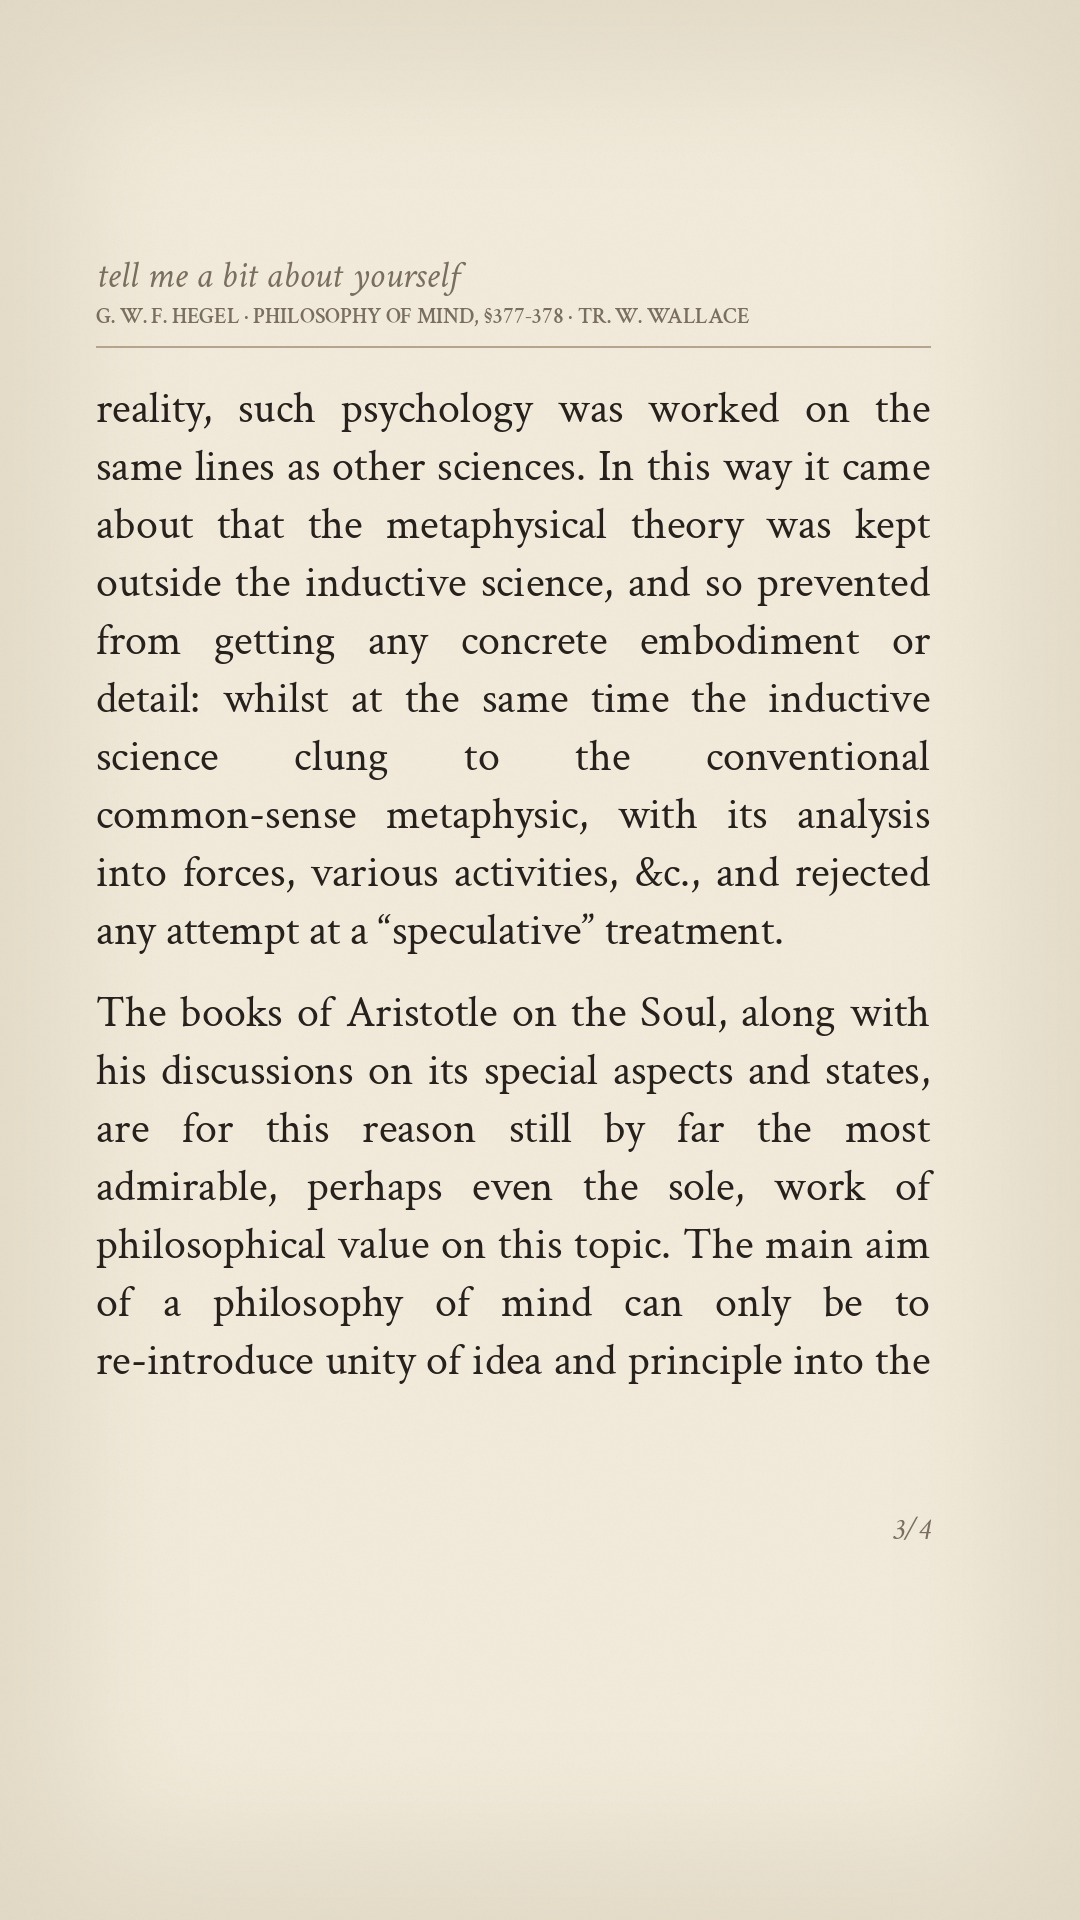 tell me a bit about yourself
G. W. F. HEGEL · PHILOSOPHY OF MIND, §377-378 · TR. W. WALLACE
reality, such psychology was worked on the
same lines as other sciences. In this way it came
about that the metaphysical theory was kept
outside the inductive science, and so prevented
from getting any concrete embodiment or
detail: whilst at the same time the inductive
science clung to the conventional
common-sense metaphysic, with its analysis
into forces, various activities, &c., and rejected
any attempt at a “speculative” treatment.
The books of Aristotle on the Soul, along with
his discussions on its special aspects and states,
are for this reason still by far the most
admirable, perhaps even the sole, work of
philosophical value on this topic. The main aim
of a philosophy of mind can only be to
re-introduce unity of idea and principle into the
3/4